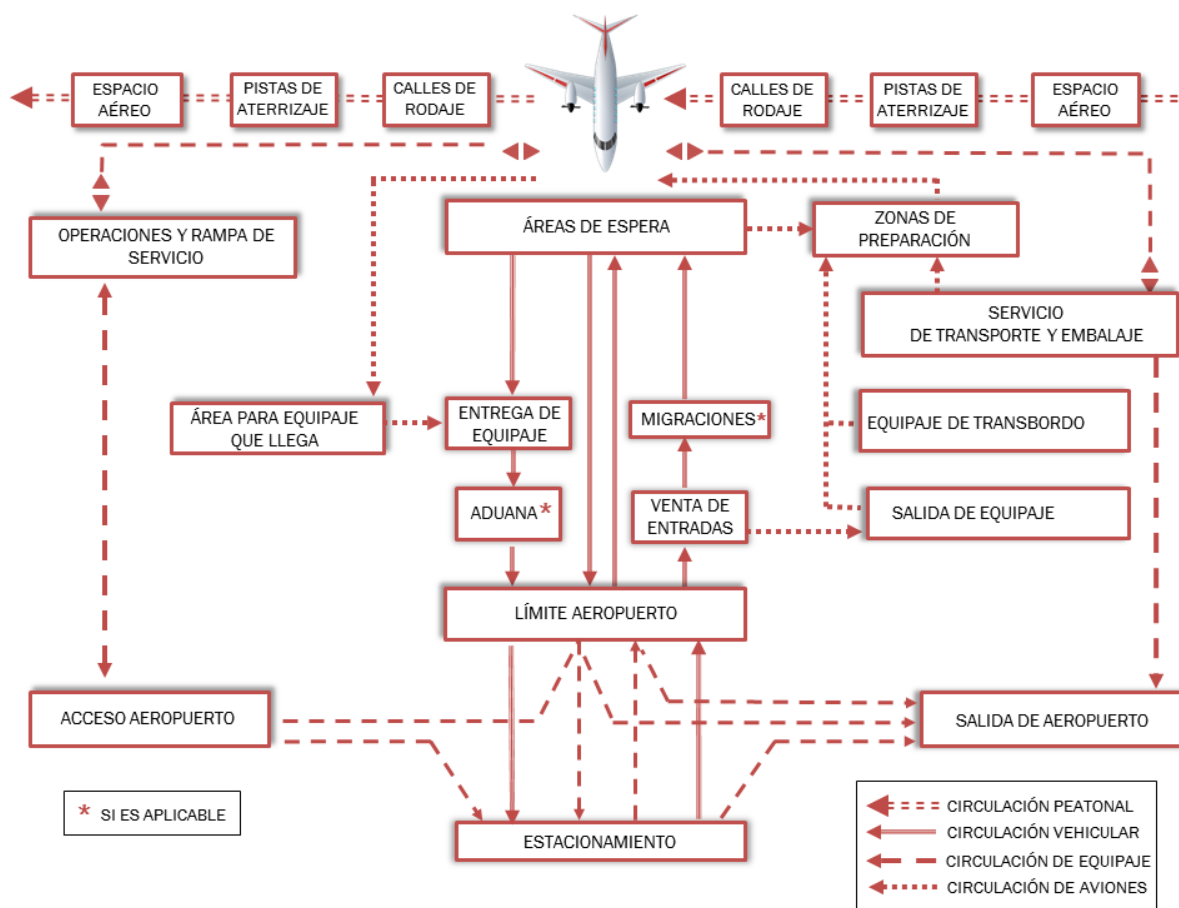 ESPACIO
AÉREO
PISTAS DE
ATERRIZAJE
CALLES DE
RODAJE
CALLES DE
RODAJE
PISTAS DE
ATERRIZAJE
ESPACIO
AÉREO
OPERACIONES Y RAMPA DE
SERVICIO
ÁREAS DE ESPERA
ZONAS DE
PREPARACIÓN
SERVICIO
DE TRANSPORTE Y EMBALAJE
ÁREA PARA EQUIPAJE
QUE LLEGA
ENTREGA DE
EQUIPAJE
MIGRACIONES*
EQUIPAJE DE TRANSBORDO
ADUANA*
VENTA DE
ENTRADAS
SALIDA DE EQUIPAJE
LÍMITE AEROPUERTO
ACCESO AEROPUERTO
SALIDA DE AEROPUERTO
* SI ES APLICABLE
ESTACIONAMIENTO
CIRCULACIÓN PEATONAL
CIRCULACIÓN VEHICULAR
CIRCULACIÓN DE EQUIPAJE
CIRCULACIÓN DE AVIONES